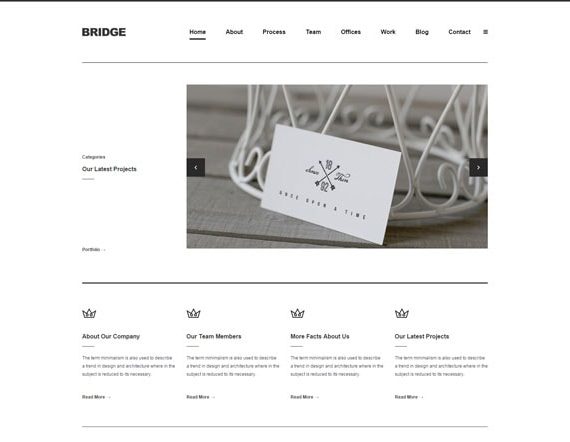 BRIDGE
Home About Process Team Offices Work Blog Contact
Categories
Our Latest Projects
Portfolio →
18
02
ONCE UPON A TIME
About Our Company
The term minimalism is also used to describe
a trend in design and architecture where in the
subject is reduced to its necessary.
Read More →
Our Team Members
The term minimalism is also used to describe
a trend in design and architecture where in the
subject is reduced to its necessary.
Read More →
More Facts About Us
The term minimalism is also used to describe
a trend in design and architecture where in the
subject is reduced to its necessary.
Read More →
Our Latest Projects
The term minimalism is also used to describe
a trend in design and architecture where in the
subject is reduced to its necessary.
Read More →